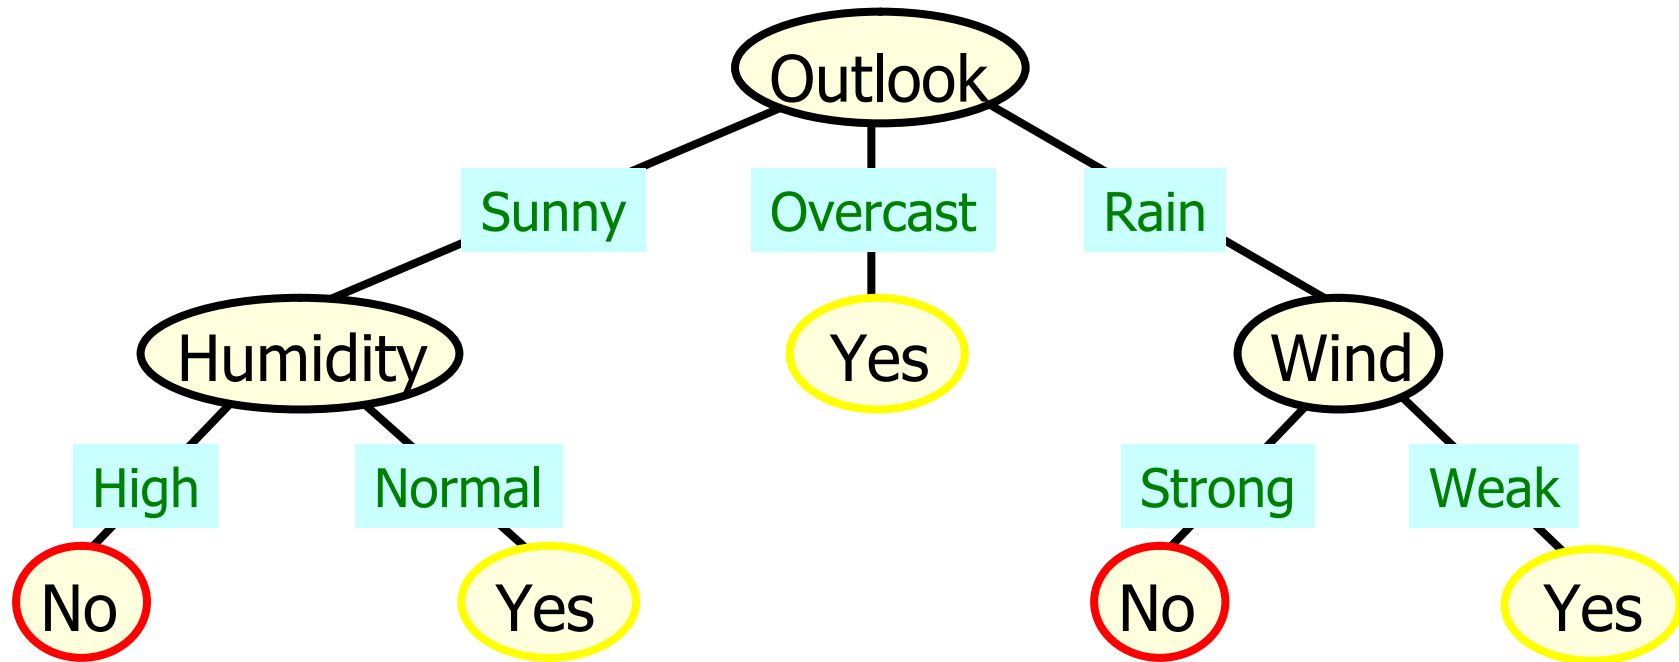 Outlook
Sunny Overcast Rain
Humidity Yes Wind
High Normal Strong Weak
No Yes No Yes